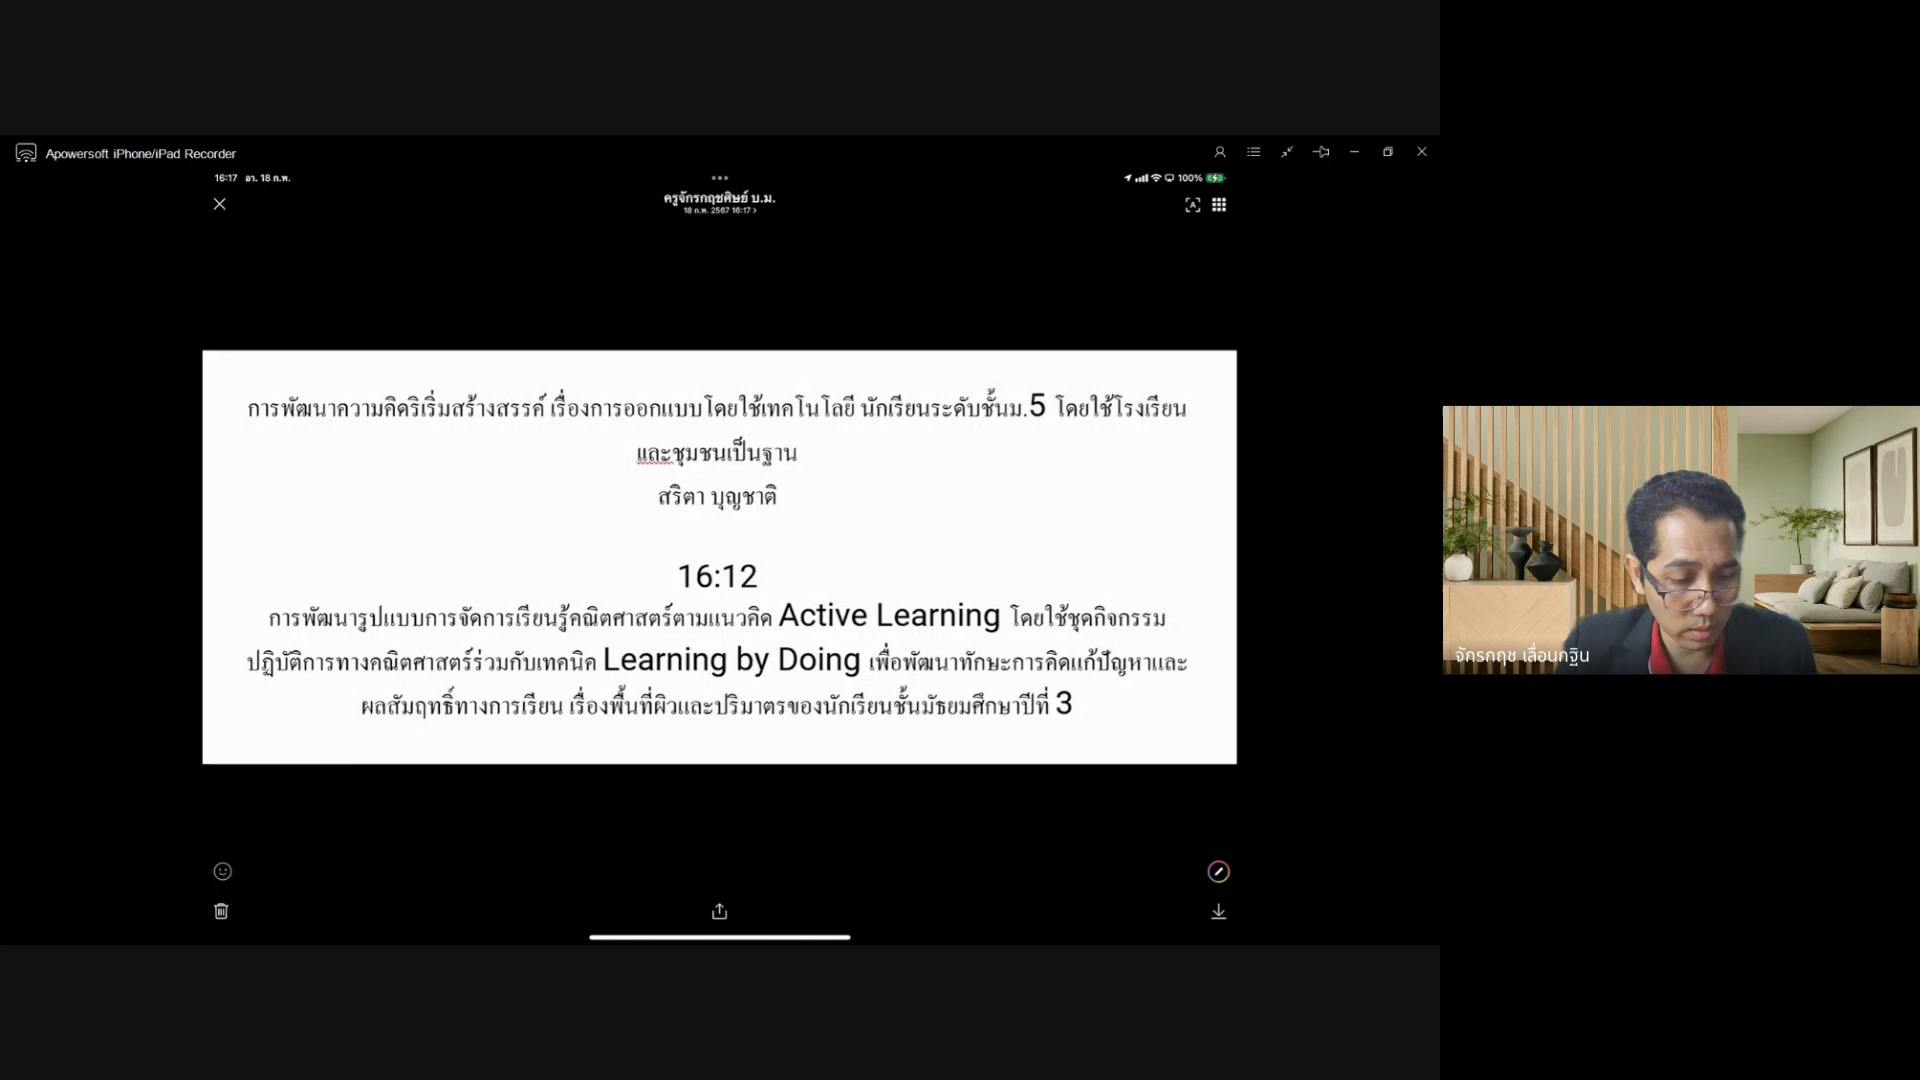 Apowersoft iPhone/iPad Recorder
16:17 อา. 18 ก.พ.
100%
ครูจักรกฤชศิษย์ บ.ม.
18 ก.พ. 2567 16:17 >
การพัฒนาความคิดริเริ่มสร้างสรรค์ เรื่องการออกแบบโดยใช้เทคโนโลยี นักเรียนระดับชั้นม.5 โดยใช้โรงเรียน
และชุมชนเป็นฐาน
สริตา บุญชาติ
16:12
การพัฒนารูปแบบการจัดการเรียนรู้คณิตศาสตร์ตามแนวคิด Active Learning โดยใช้ชุดกิจกรรม
ปฏิบัติการทางคณิตศาสตร์ร่วมกับเทคนิค Learning by Doing เพื่อพัฒนาทักษะการคิดแก้ปัญหาและ
ผลสัมฤทธิ์ทางการเรียน เรื่องพื้นที่ผิวและปริมาตรของนักเรียนชั้นมัธยมศึกษาปีที่ 3
จักรกฤช เลื่อนกฐิน